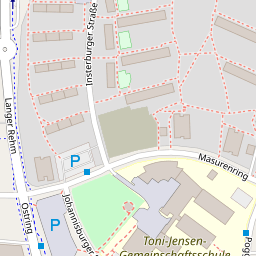 Insterburger Straße
Langer Rehm
P
Masurenring
Ostring
Johannisburger
P
Toni-Jensen-
Gemeinschaftsschule